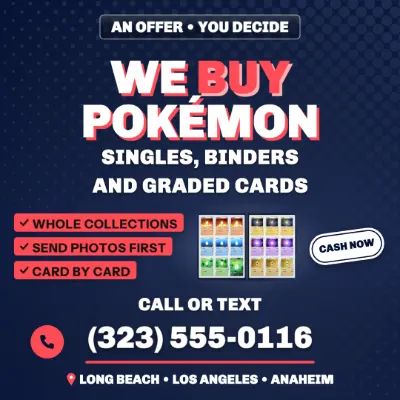 AN OFFER • YOU DECIDE
WE BUY
POKÉMON
SINGLES, BINDERS
AND GRADED CARDS
WHOLE COLLECTIONS
SEND PHOTOS FIRST
CARD BY CARD
CASH NOW
CALL OR TEXT
(323) 555-0116
LONG BEACH • LOS ANGELES • ANAHEIM